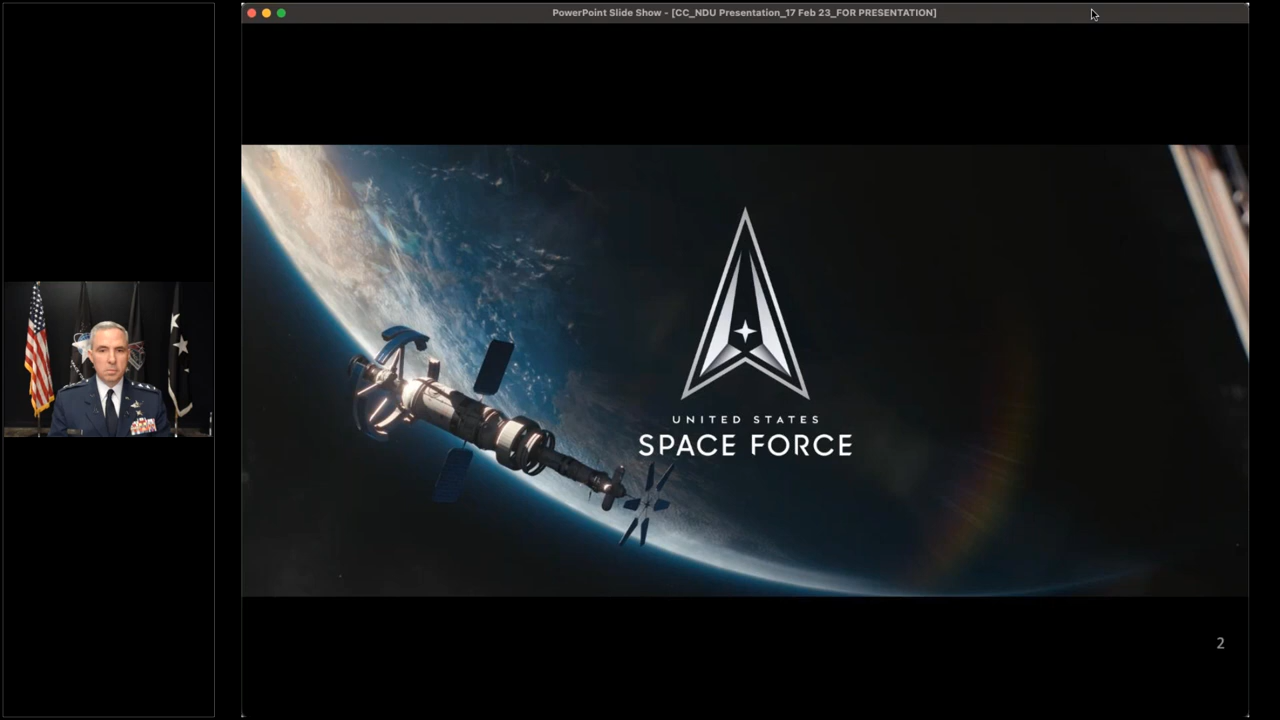 PowerPoint Slide Show - [CC_NDU Presentation_17 Feb 23_FOR PRESENTATION]
UNITED STATES
SPACE FORCE
2